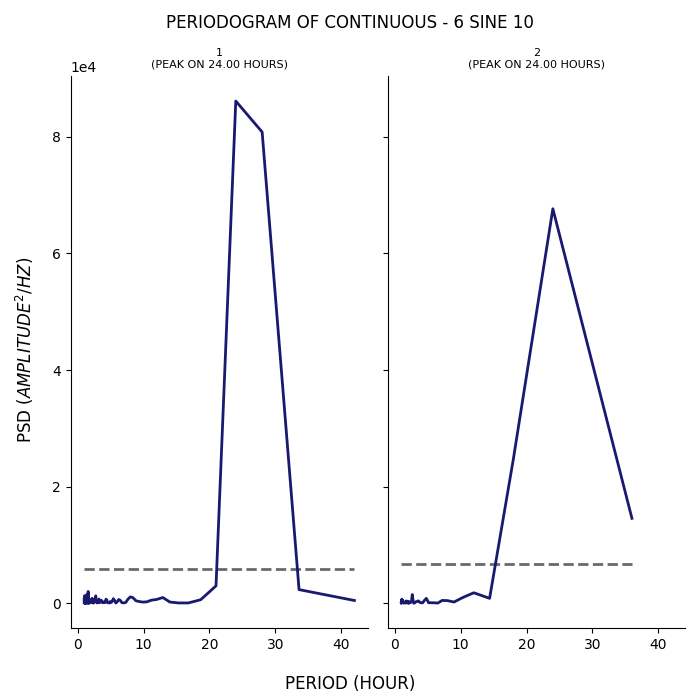 PERIODOGRAM OF CONTINUOUS - 6 SINE 10
1
(PEAK ON 24.00 HOURS)
2
(PEAK ON 24.00 HOURS)
1e4
8
6
4
2
0
PSD (AMPLITUDE²/HZ)
0 10 20 30 40
0 10 20 30 40
PERIOD (HOUR)